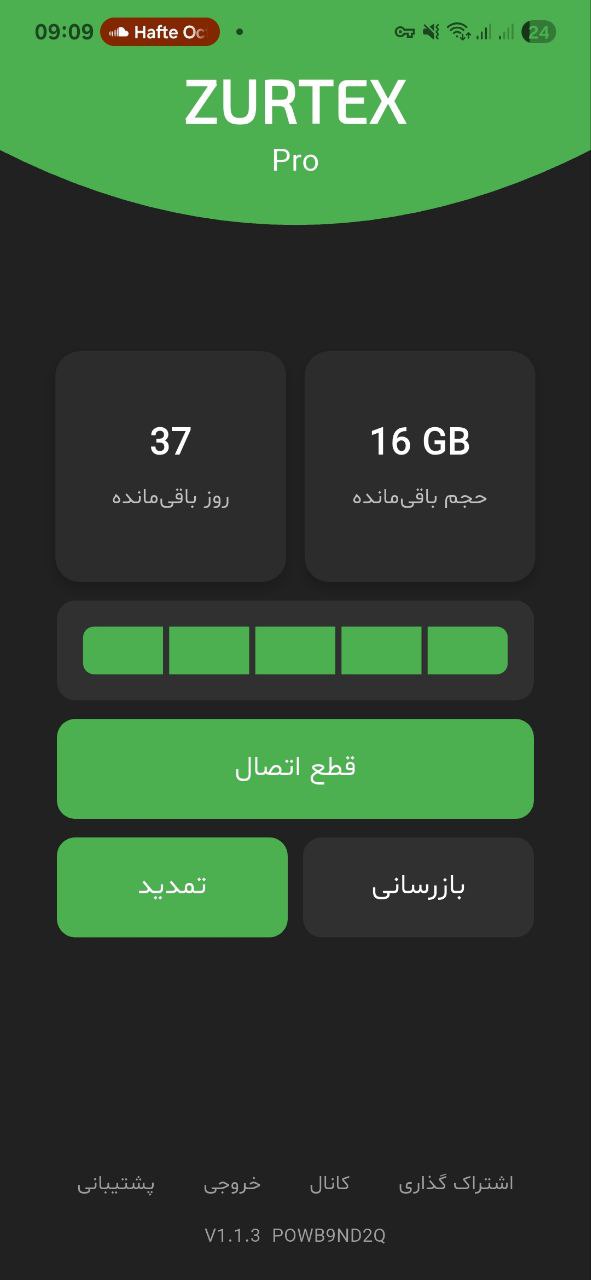 09:09 Hafte Oc 24
ZURTEX
Pro
16 GB
حجم باقی‌مانده
37
روز باقی‌مانده
قطع اتصال
بازرسانی
تمدید
اشتراک گذاری
کانال
خروجی
پشتیبانی
V1.1.3 POWB9ND2Q